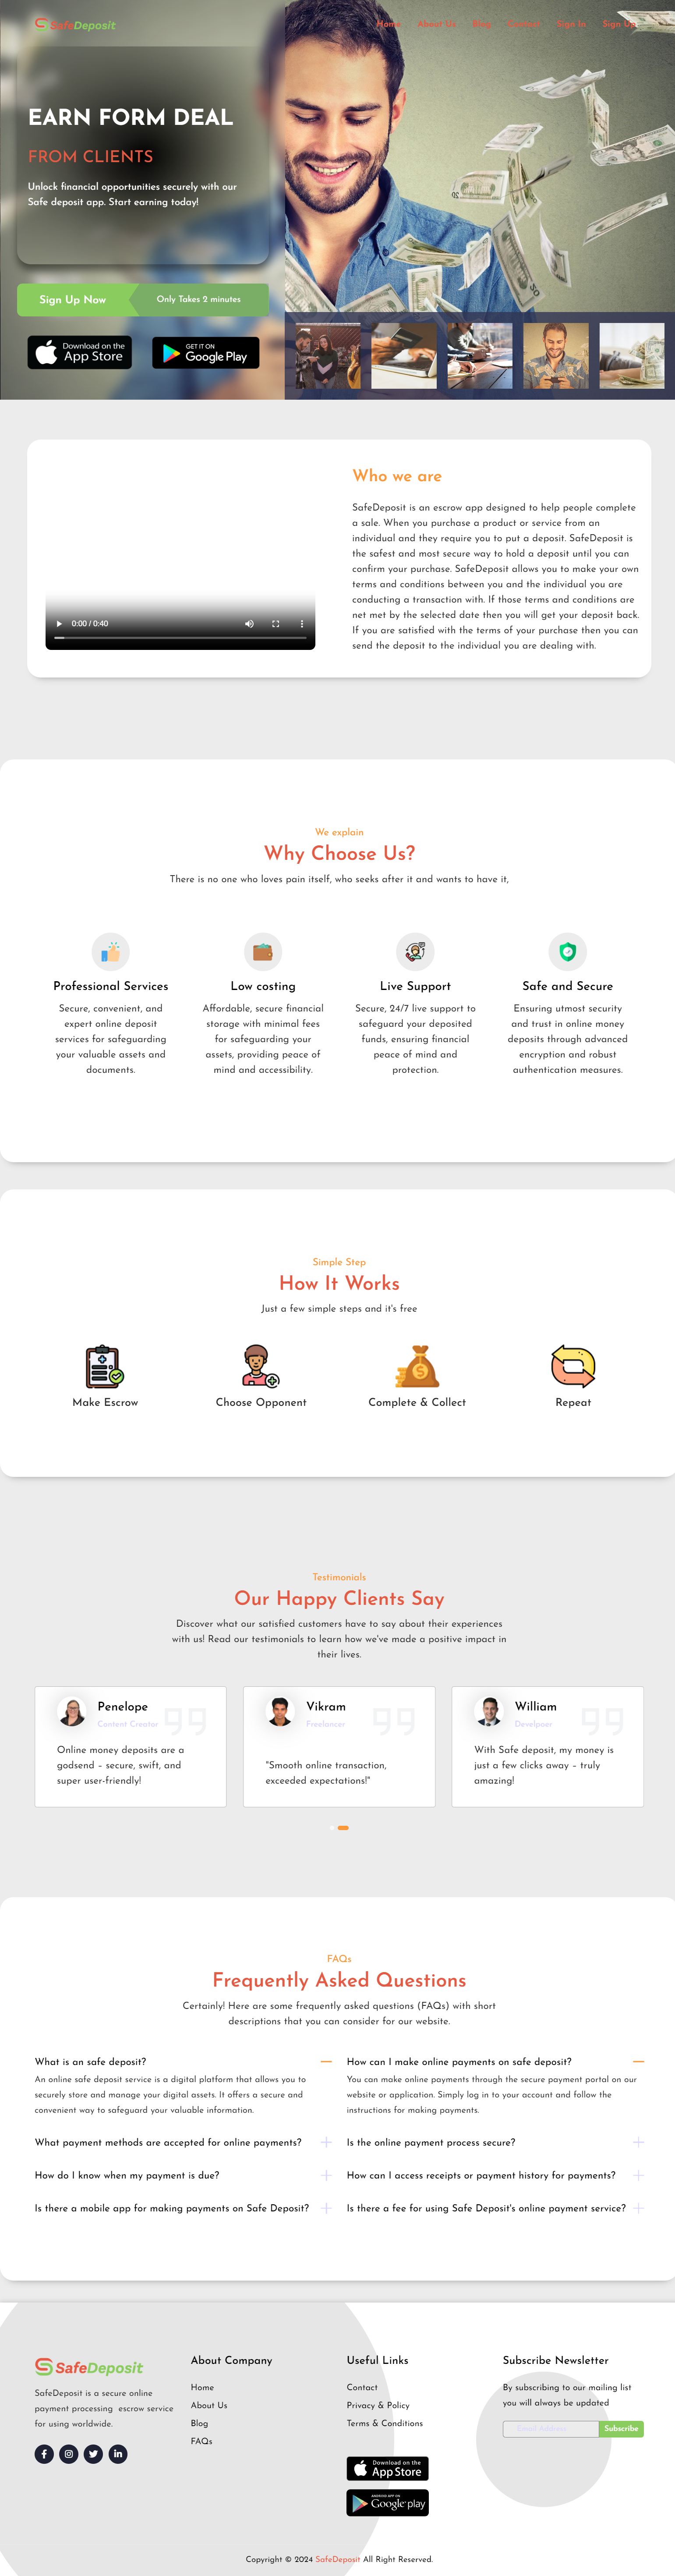 SafeDeposit
Home About Us Blog Contact Sign In Sign Up
EARN FORM DEAL
FROM CLIENTS
Unlock financial opportunities securely with our
Safe deposit app. Start earning today!
Sign Up Now
Only Takes 2 minutes
Download on the
App Store
GET IT ON
Google Play
Who we are
SafeDeposit is an escrow app designed to help people complete
a sale. When you purchase a product or service from an
individual and they require you to put a deposit. SafeDeposit is
the safest and most secure way to hold a deposit until you can
confirm your purchase. SafeDeposit allows you to make your own
terms and conditions between you and the individual you are
conducting a transaction with. If those terms and conditions are
net met by the selected date then you will get your deposit back.
If you are satisfied with the terms of your purchase then you can
send the deposit to the individual you are dealing with.
0:00 / 0:40
We explain
Why Choose Us?
There is no one who loves pain itself, who seeks after it and wants to have it,
Professional Services
Secure, convenient, and
expert online deposit
services for safeguarding
your valuable assets and
documents.
Low costing
Affordable, secure financial
storage with minimal fees
for safeguarding your
assets, providing peace of
mind and accessibility.
Live Support
Secure, 24/7 live support to
safeguard your deposited
funds, ensuring financial
peace of mind and
protection.
Safe and Secure
Ensuring utmost security
and trust in online money
deposits through advanced
encryption and robust
authentication measures.
Simple Step
How It Works
Just a few simple steps and it's free
Make Escrow
Choose Opponent
Complete & Collect
Repeat
Testimonials
Our Happy Clients Say
Discover what our satisfied customers have to say about their experiences
with us! Read our testimonials to learn how we've made a positive impact in
their lives.
Penelope
Content Creator
Online money deposits are a
godsend – secure, swift, and
super user-friendly!
Vikram
Freelancer
"Smooth online transaction,
exceeded expectations!"
William
Develpoer
With Safe deposit, my money is
just a few clicks away – truly
amazing!
FAQs
Frequently Asked Questions
Certainly! Here are some frequently asked questions (FAQs) with short
descriptions that you can consider for our website.
What is an safe deposit?
An online safe deposit service is a digital platform that allows you to
securely store and manage your digital assets. It offers a secure and
convenient way to safeguard your valuable information.
What payment methods are accepted for online payments?
How do I know when my payment is due?
Is there a mobile app for making payments on Safe Deposit?
How can I make online payments on safe deposit?
You can make online payments through the secure payment portal on our
website or application. Simply log in to your account and follow the
instructions for making payments.
Is the online payment process secure?
How can I access receipts or payment history for payments?
Is there a fee for using Safe Deposit's online payment service?
SafeDeposit
SafeDeposit is a secure online
payment processing escrow service
for using worldwide.
About Company
Home
About Us
Blog
FAQs
Useful Links
Contact
Privacy & Policy
Terms & Conditions
Download on the
App Store
ANDROID APP ON
Google play
Subscribe Newsletter
By subscribing to our mailing list
you will always be updated
Email Address
Subscribe
Copyright © 2024 SafeDeposit All Right Reserved.